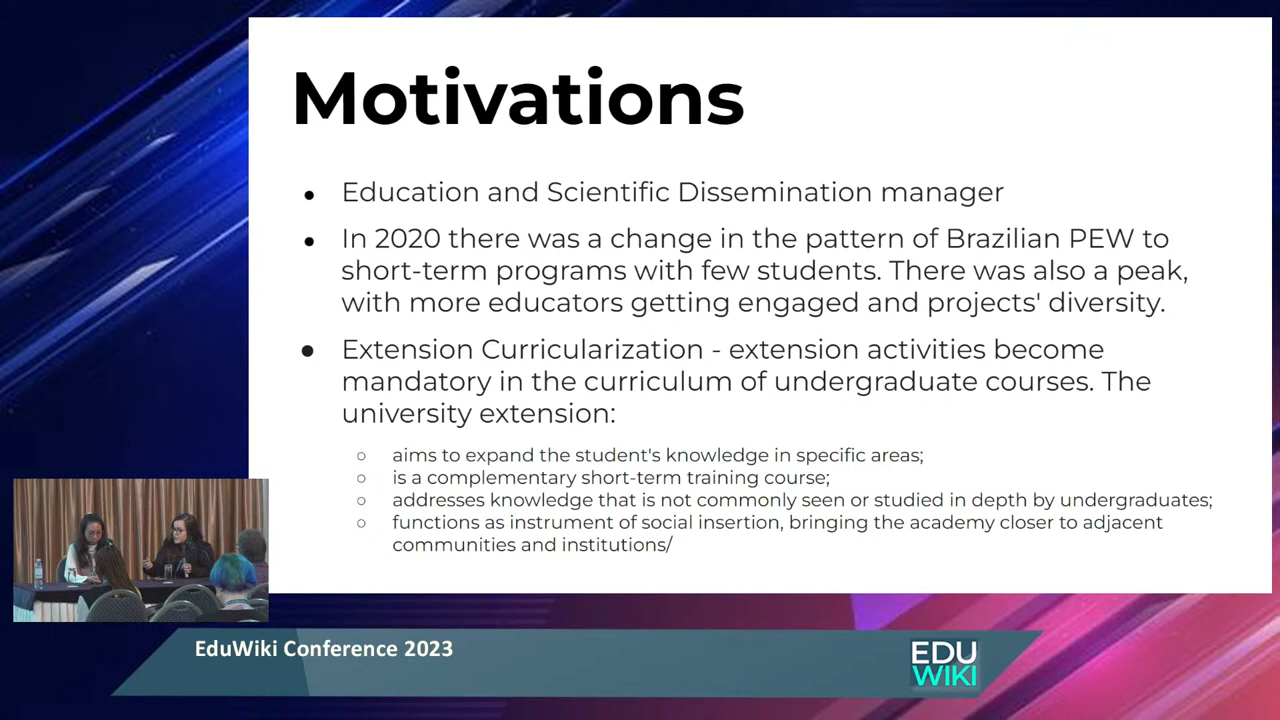 Motivations
● Education and Scientific Dissemination manager
● In 2020 there was a change in the pattern of Brazilian PEW to
short-term programs with few students. There was also a peak,
with more educators getting engaged and projects' diversity.
● Extension Curricularization - extension activities become
mandatory in the curriculum of undergraduate courses. The
university extension:
○ aims to expand the student's knowledge in specific areas;
○ is a complementary short-term training course;
○ addresses knowledge that is not commonly seen or studied in depth by undergraduates;
○ functions as instrument of social insertion, bringing the academy closer to adjacent
communities and institutions/
EduWiki Conference 2023
EDU
WIKI